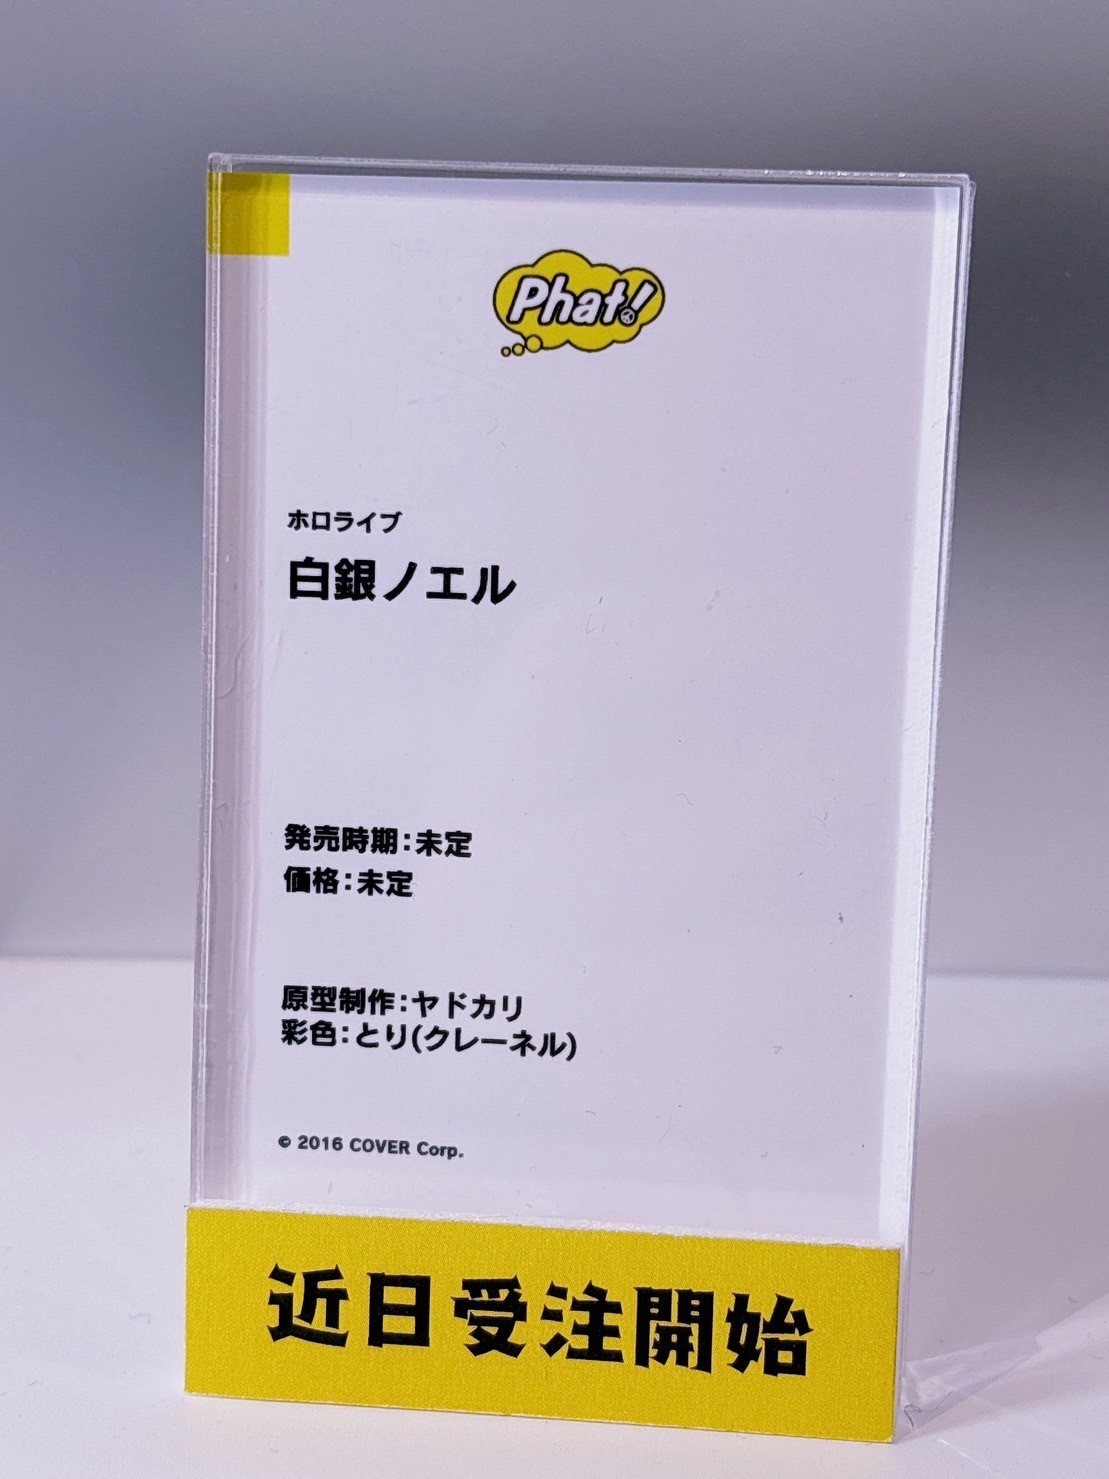 Phat!
ホロライブ
白銀ノエル
発売時期：未定
価格：未定
原型制作：ヤドカリ
彩色：とり(クレーネル)
© 2016 COVER Corp.
近日受注開始